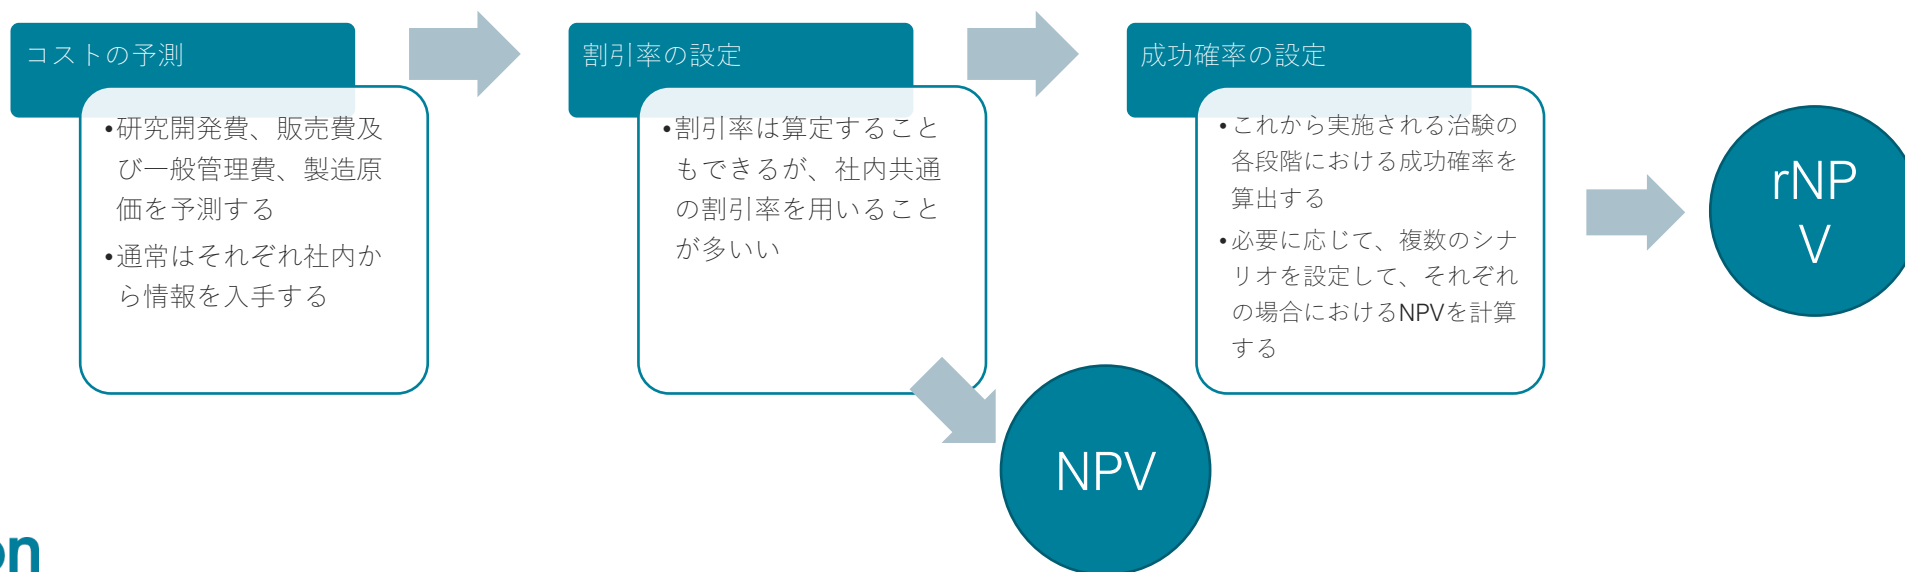 コストの予測
•研究開発費、販売費及
び一般管理費、製造原
価を予測する
•通常はそれぞれ社内か
ら情報を入手する
割引率の設定
•割引率は算定すること
もできるが、社内共通
の割引率を用いること
が多いい
成功確率の設定
•これから実施される治験の
各段階における成功確率を
算出する
•必要に応じて、複数のシナ
リオを設定して、それぞれ
の場合におけるNPVを計算
する
rNP
V
NPV
on